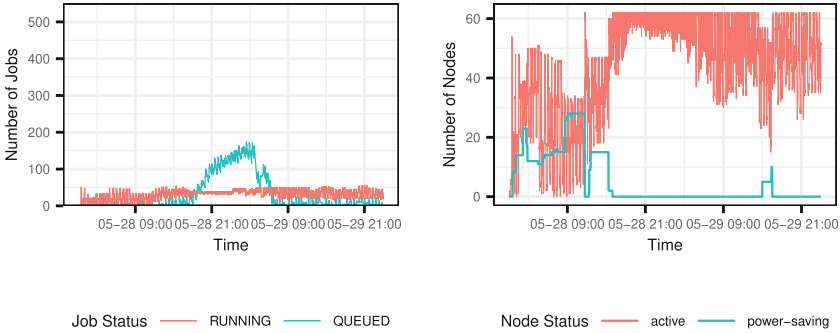 Number of Jobs
500
400
300
200
100
0
05−28 09:00 05−28 21:00 05−29 09:00 05−29 21:00
Time
Job Status RUNNING QUEUED
Number of Nodes
60
40
20
0
05−28 09:00 05−28 21:00 05−29 09:00 05−29 21:00
Time
Node Status active power−saving